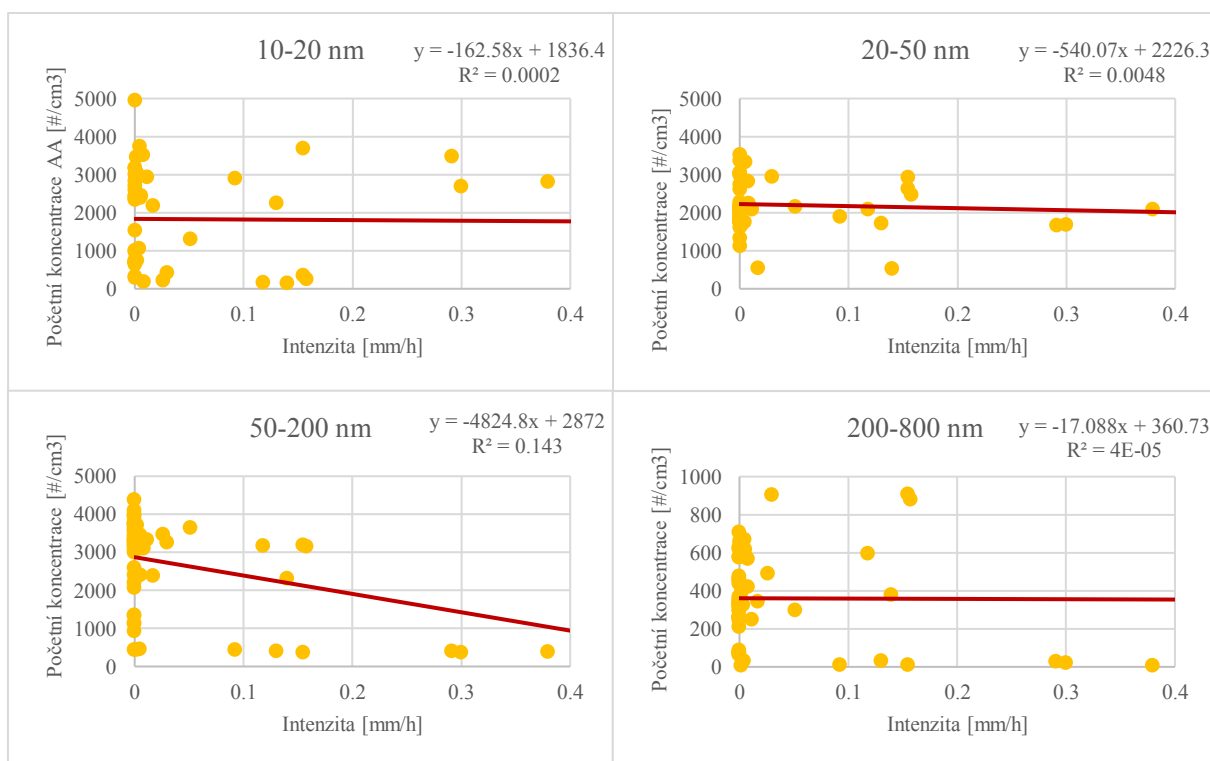 10-20 nm
y = -162.58x + 1836.4
R² = 0.0002
Početní koncentrace AA [#/cm3]
5000
4000
3000
2000
1000
0
0 0.1 0.2 0.3 0.4
Intenzita [mm/h]
20-50 nm
y = -540.07x + 2226.3
R² = 0.0048
Početní koncentrace [#/cm3]
5000
4000
3000
2000
1000
0
0 0.1 0.2 0.3 0.4
Intenzita [mm/h]
50-200 nm
y = -4824.8x + 2872
R² = 0.143
Početní koncentrace [#/cm3]
5000
4000
3000
2000
1000
0
0 0.1 0.2 0.3 0.4
Intenzita [mm/h]
200-800 nm
y = -17.088x + 360.73
R² = 4E-05
Početní koncentrace [#/cm3]
1000
800
600
400
200
0
0 0.1 0.2 0.3 0.4
Intenzita [mm/h]